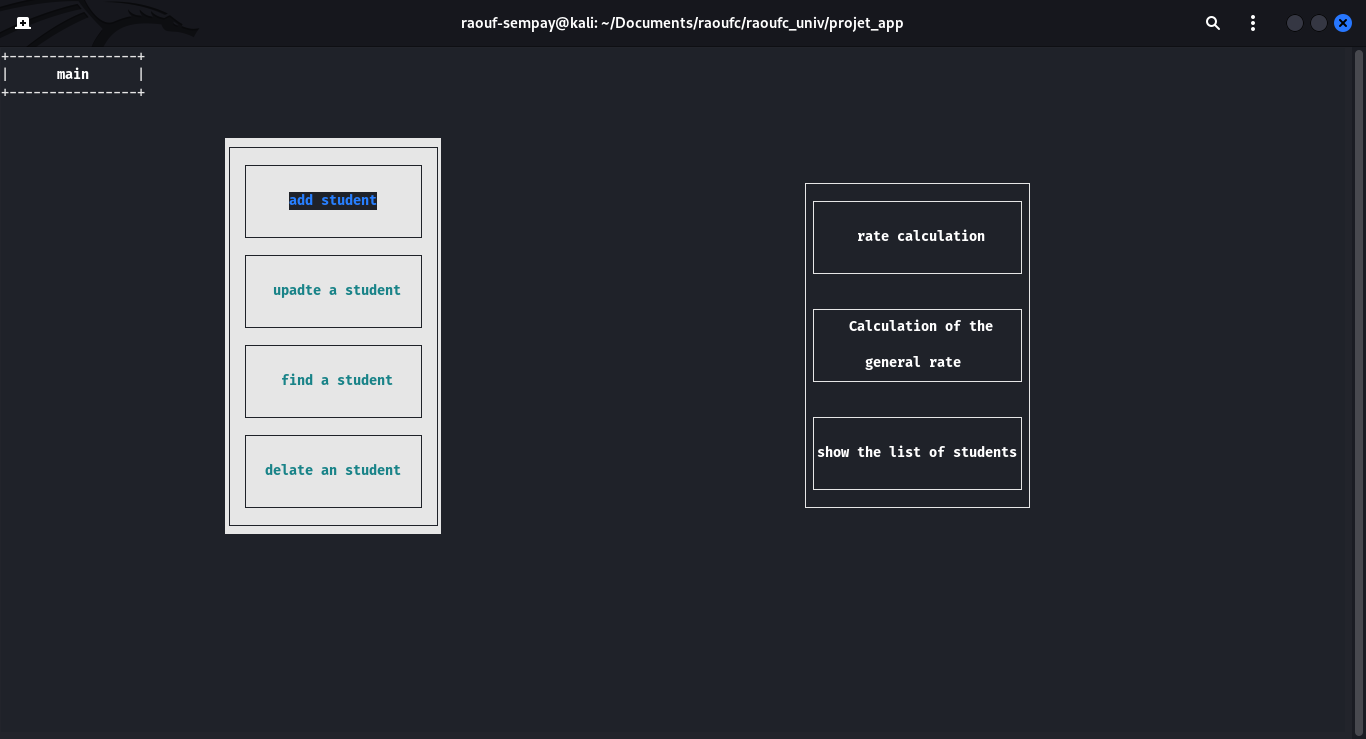 raouf-sempay@kali: ~/Documents/raoufc/raoufc_univ/projet_app
main
add student
upadte a student
find a student
delate an student
rate calculation
Calculation of the
general rate
show the list of students